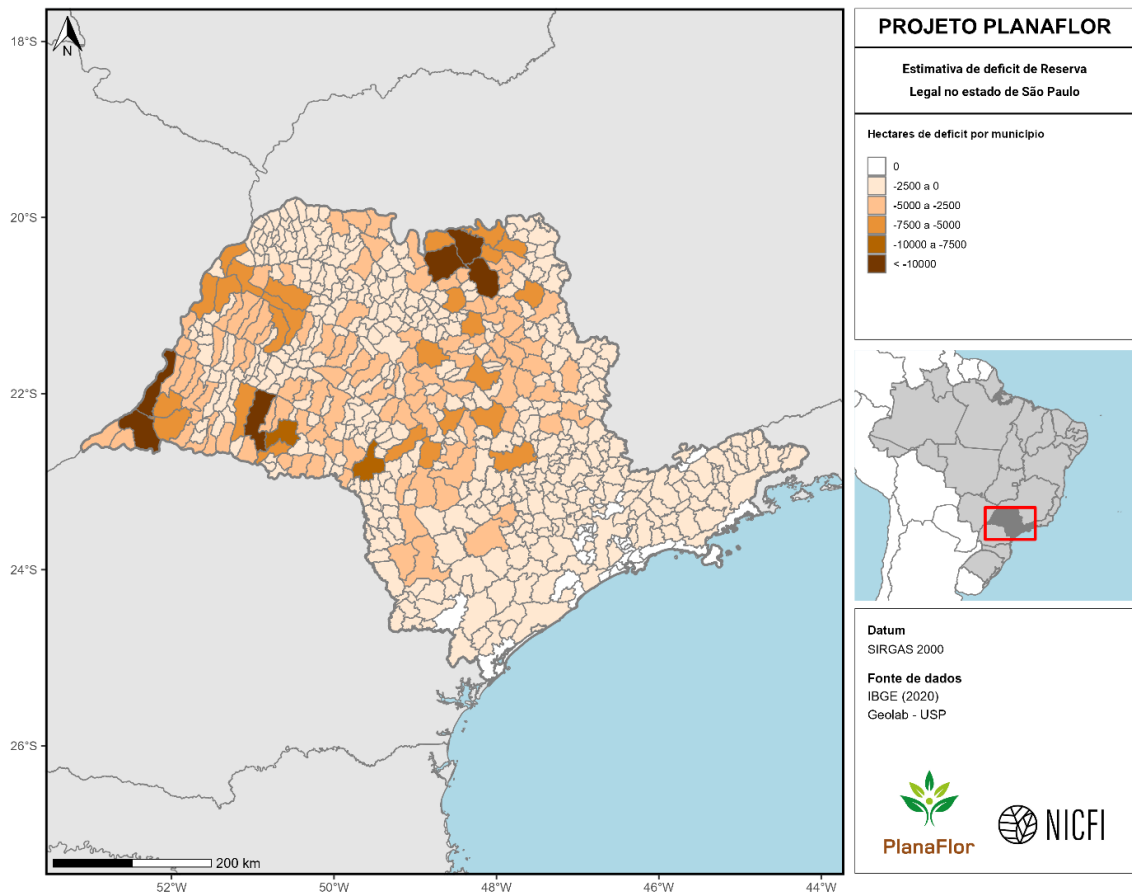 PROJETO PLANAFLOR
Estimativa de deficit de Reserva
Legal no estado de São Paulo
Hectares de deficit por município
0
-2500 a 0
-5000 a -2500
-7500 a -5000
-10000 a -7500
< -10000
N
18°S
20°S
22°S
24°S
26°S
200 km
52°W
50°W
48°W
46°W
44°W
Datum
SIRGAS 2000
Fonte de dados
IBGE (2020)
Geolab - USP
PlanaFlor
NICFI